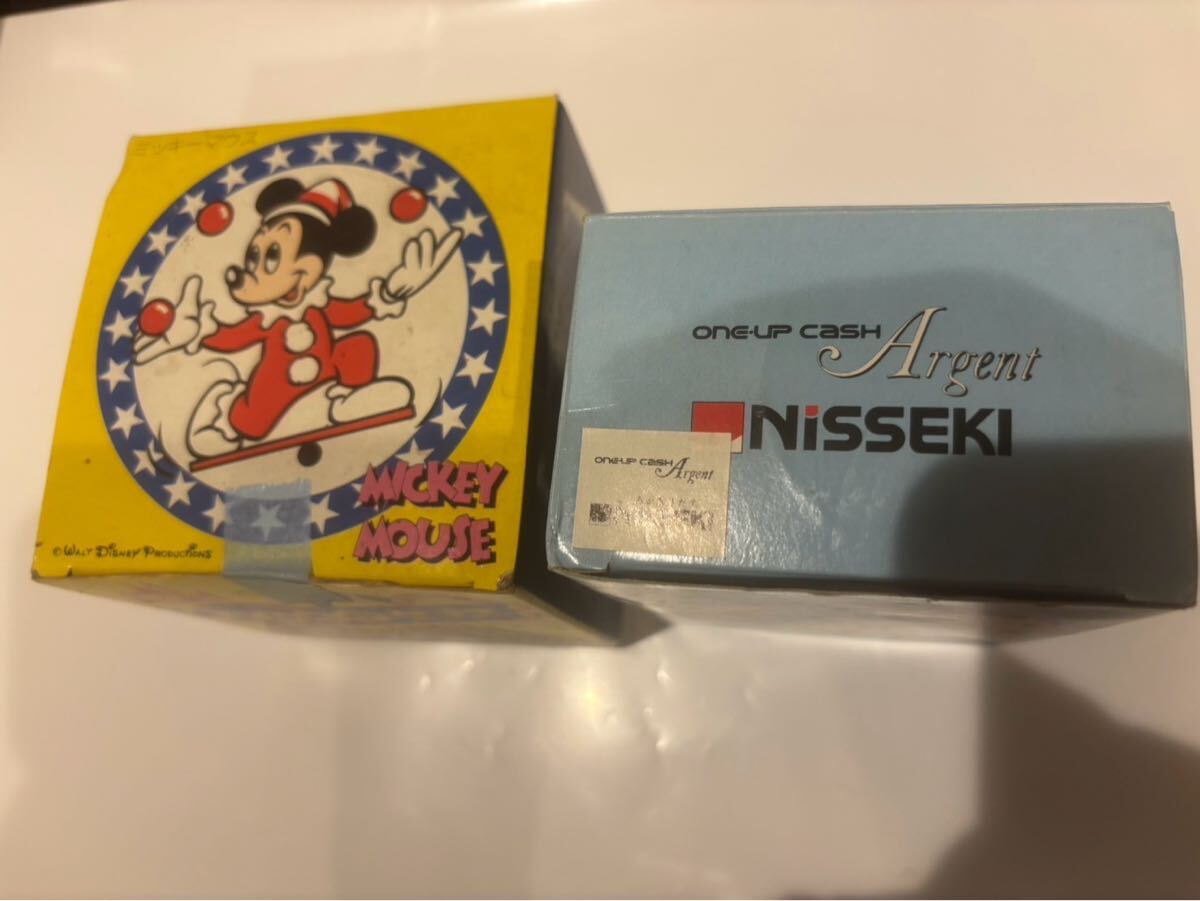 ミッキーマウス
MICKEY
MOUSE
© WALT DISNEY PRODUCTIONS
ONE·UP CASH Argent
NISSEKI
ONE·UP CASH Argent
NISSEKI